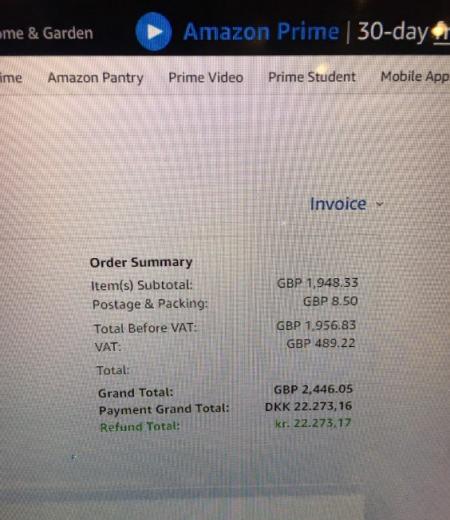 ome & Garden
Amazon Prime | 30-day
ime Amazon Pantry Prime Video Prime Student Mobile App
Invoice
Order Summary
Item(s) Subtotal: GBP 1,948.33
Postage & Packing: GBP 8.50
Total Before VAT: GBP 1,956.83
VAT: GBP 489.22
Total:
Grand Total: GBP 2,446.05
Payment Grand Total: DKK 22.273,16
Refund Total: kr. 22.273,17